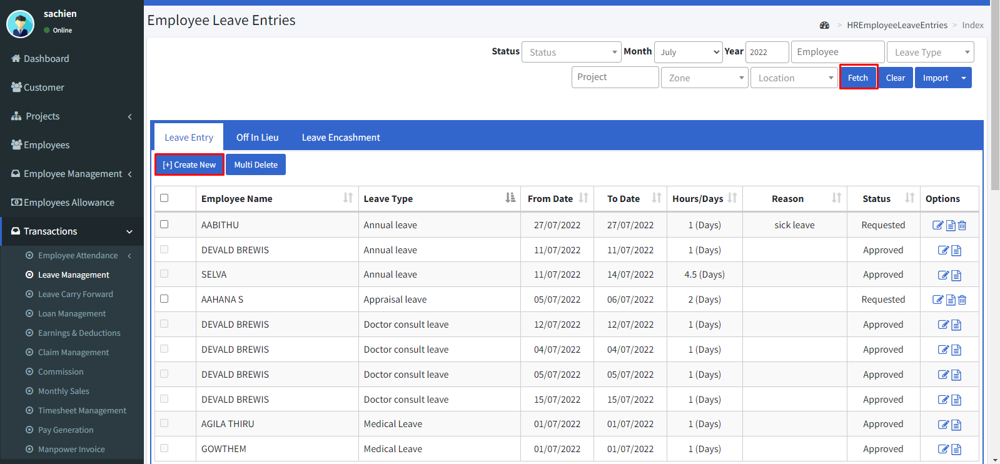 sachien
Online
Dashboard
Customer
Projects
Employees
Employee Management
Employees Allowance
Transactions
Employee Attendance
Leave Management
Leave Carry Forward
Loan Management
Earnings & Deductions
Claim Management
Commission
Monthly Sales
Timesheet Management
Pay Generation
Manpower Invoice
Employee Leave Entries
> HREmployeeLeaveEntries > Index
Status Status Month July Year 2022 Employee Leave Type
Project Zone Location Fetch Clear Import
Leave Entry Off In Lieu Leave Encashment
[+] Create New Multi Delete
Employee Name Leave Type From Date To Date Hours/Days Reason Status Options
AABITHU Annual leave 27/07/2022 27/07/2022 1 (Days) sick leave Requested
DEVALD BREWIS Annual leave 11/07/2022 11/07/2022 1 (Days) Approved
SELVA Annual leave 11/07/2022 14/07/2022 4.5 (Days) Approved
AAHANA S Appraisal leave 05/07/2022 06/07/2022 2 (Days) Requested
DEVALD BREWIS Doctor consult leave 12/07/2022 12/07/2022 1 (Days) Approved
DEVALD BREWIS Doctor consult leave 04/07/2022 04/07/2022 1 (Days) Approved
DEVALD BREWIS Doctor consult leave 05/07/2022 05/07/2022 1 (Days) Approved
DEVALD BREWIS Doctor consult leave 15/07/2022 15/07/2022 1 (Days) Approved
AGILA THIRU Medical Leave 01/07/2022 01/07/2022 1 (Days) Approved
GOWTHEM Medical Leave 01/07/2022 01/07/2022 1 (Days) Approved